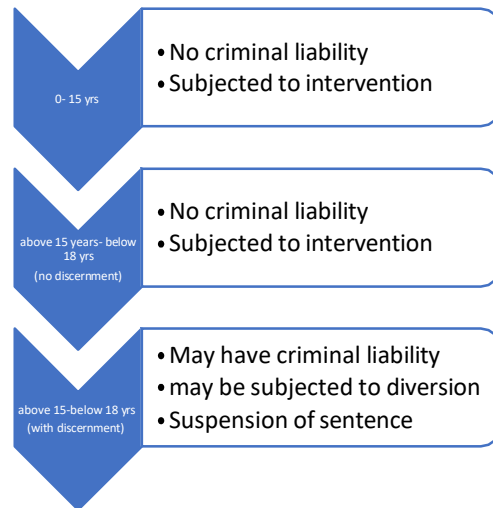 0- 15 yrs
• No criminal liability
• Subjected to intervention
above 15 years- below
18 yrs
(no discernment)
• No criminal liability
• Subjected to intervention
above 15-below 18 yrs
(with discernment)
• May have criminal liability
• may be subjected to diversion
• Suspension of sentence